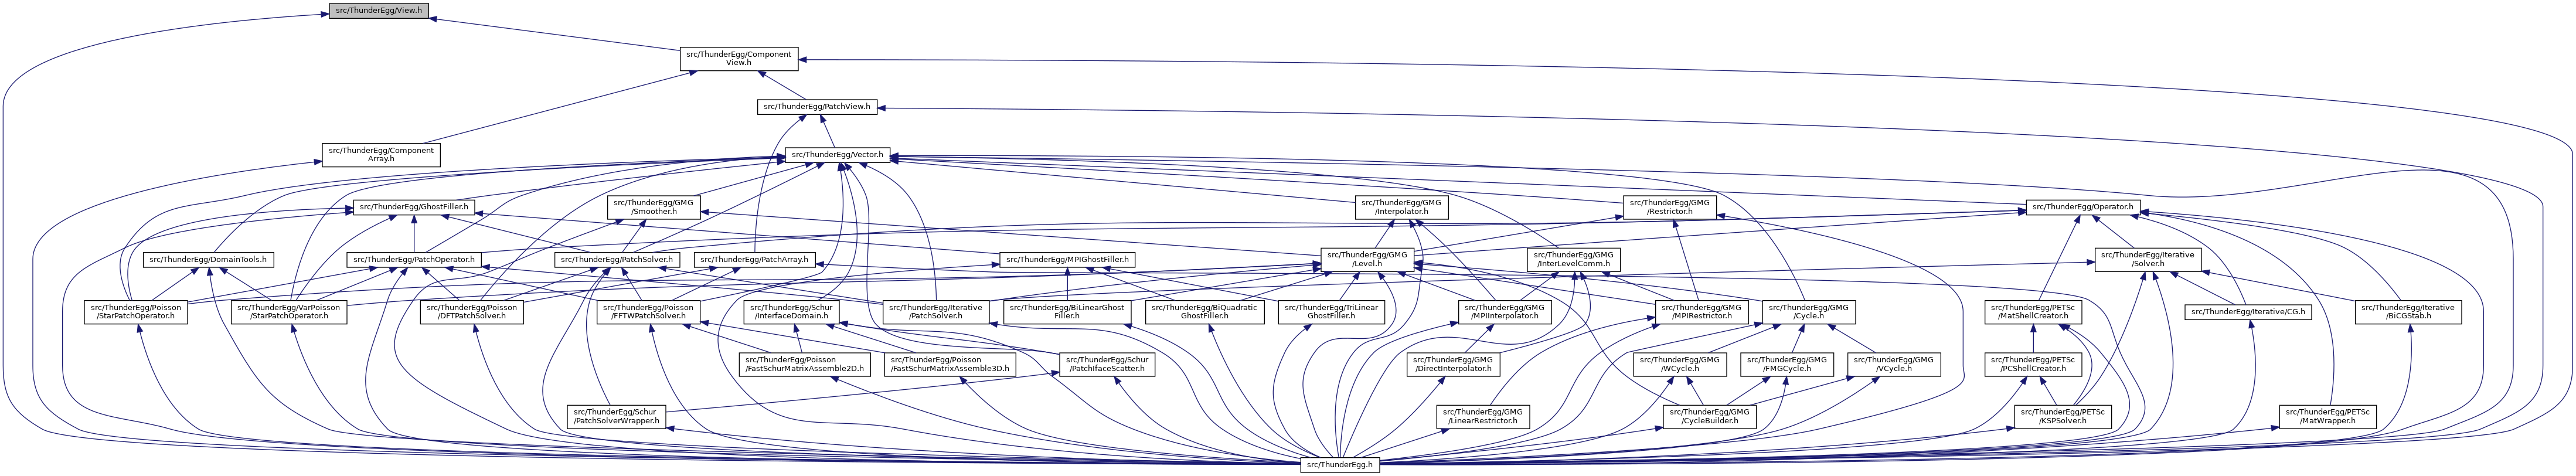 src/ThunderEgg/View.h
src/ThunderEgg/Component
View.h
src/ThunderEgg/PatchView.h
src/ThunderEgg/Component
Array.h
src/ThunderEgg/Vector.h
src/ThunderEgg/GhostFiller.h
src/ThunderEgg/GMG
/Smoother.h
src/ThunderEgg/GMG
/Interpolator.h
src/ThunderEgg/GMG
/Restrictor.h
src/ThunderEgg/Operator.h
src/ThunderEgg/DomainTools.h
src/ThunderEgg/PatchOperator.h
src/ThunderEgg/PatchSolver.h
src/ThunderEgg/PatchArray.h
src/ThunderEgg/MPIGhostFiller.h
src/ThunderEgg/GMG
/Level.h
src/ThunderEgg/GMG
/InterLevelComm.h
src/ThunderEgg/Iterative
/Solver.h
src/ThunderEgg/Poisson
/StarPatchOperator.h
src/ThunderEgg/VarPoisson
/StarPatchOperator.h
src/ThunderEgg/Poisson
/DFTPatchSolver.h
src/ThunderEgg/Poisson
/FFTWPatchSolver.h
src/ThunderEgg/Schur
/InterfaceDomain.h
src/ThunderEgg/Iterative
/PatchSolver.h
src/ThunderEgg/BiLinearGhost
Filler.h
src/ThunderEgg/BiQuadratic
GhostFiller.h
src/ThunderEgg/TriLinear
GhostFiller.h
src/ThunderEgg/GMG
/MPIInterpolator.h
src/ThunderEgg/GMG
/MPIRestrictor.h
src/ThunderEgg/GMG
/Cycle.h
src/ThunderEgg/PETSc
/MatShellCreator.h
src/ThunderEgg/Iterative/CG.h
src/ThunderEgg/Iterative
/BiCGStab.h
src/ThunderEgg/Poisson
/FastSchurMatrixAssemble2D.h
src/ThunderEgg/Poisson
/FastSchurMatrixAssemble3D.h
src/ThunderEgg/Schur
/PatchIfaceScatter.h
src/ThunderEgg/GMG
/DirectInterpolator.h
src/ThunderEgg/GMG
/WCycle.h
src/ThunderEgg/GMG
/FMGCycle.h
src/ThunderEgg/GMG
/VCycle.h
src/ThunderEgg/PETSc
/PCShellCreator.h
src/ThunderEgg/Schur
/PatchSolverWrapper.h
src/ThunderEgg/GMG
/LinearRestrictor.h
src/ThunderEgg/GMG
/CycleBuilder.h
src/ThunderEgg/PETSc
/KSPSolver.h
src/ThunderEgg/PETSc
/MatWrapper.h
src/ThunderEgg.h